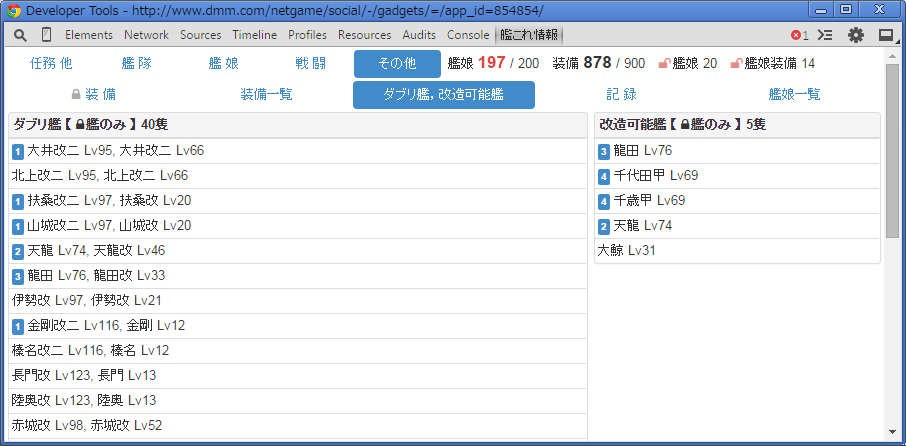 Developer Tools - http://www.dmm.com/netgame/social/-/gadgets/=/app_id=854854/
Elements Network Sources Timeline Profiles Resources Audits Console 艦これ情報 1
任務 他 艦 隊 艦 娘 戦 闘 その他 艦娘 197 / 200 装備 878 / 900 艦娘 20 艦娘装備 14
装 備 装備一覧 ダブリ艦, 改造可能艦 記 録 艦娘一覧
ダブリ艦【艦のみ】40隻
1 大井改二 Lv95, 大井改二 Lv66
北上改二 Lv95, 北上改二 Lv66
1 扶桑改二 Lv97, 扶桑改 Lv20
1 山城改二 Lv97, 山城改 Lv20
2 天龍 Lv74, 天龍改 Lv46
3 龍田 Lv76, 龍田改 Lv33
伊勢改 Lv97, 伊勢改 Lv21
1 金剛改二 Lv116, 金剛 Lv12
榛名改二 Lv116, 榛名 Lv12
長門改 Lv123, 長門 Lv13
陸奥改 Lv123, 陸奥 Lv13
赤城改 Lv98, 赤城改 Lv52
改造可能艦【艦のみ】5隻
3 龍田 Lv76
4 千代田甲 Lv69
4 千歳甲 Lv69
2 天龍 Lv74
大鯨 Lv31